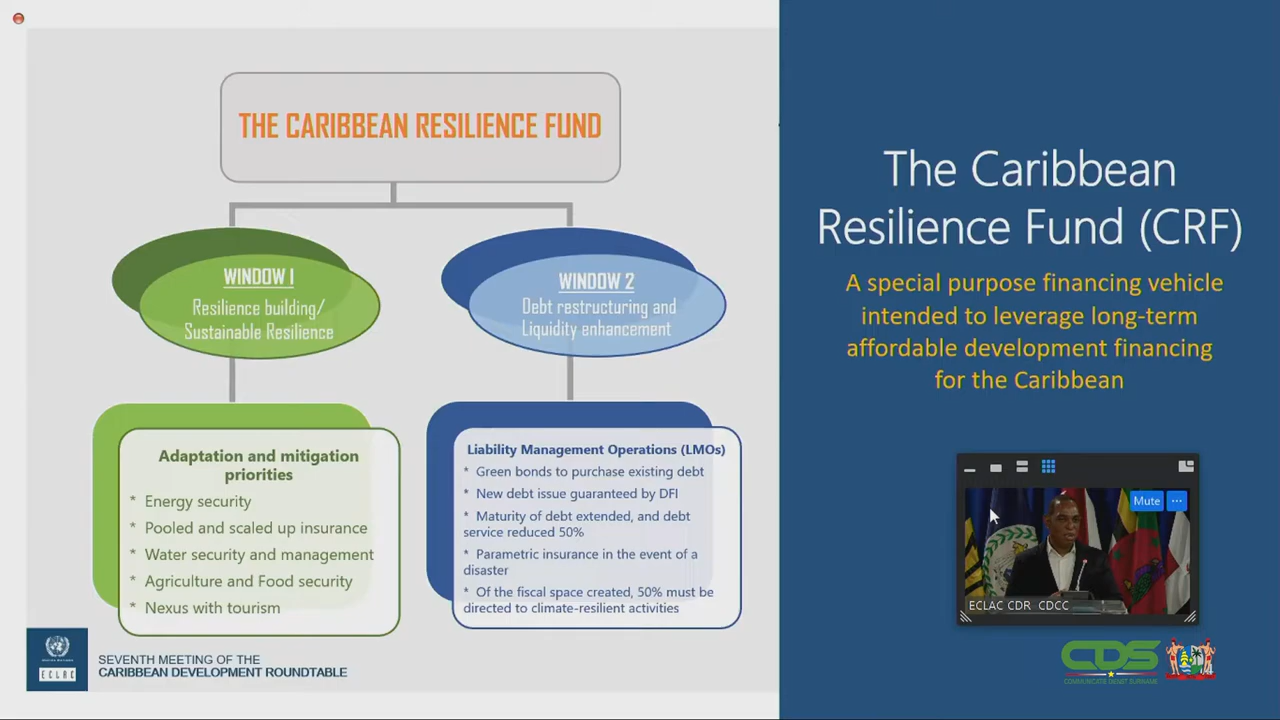 THE CARIBBEAN RESILIENCE FUND
WINDOW 1
Resilience building/
Sustainable Resilience
WINDOW 2
Debt restructuring and
Liquidity enhancement
Adaptation and mitigation
priorities
* Energy security
* Pooled and scaled up insurance
* Water security and management
* Agriculture and Food security
* Nexus with tourism
Liability Management Operations (LMOs)
* Green bonds to purchase existing debt
* New debt issue guaranteed by DFI
* Maturity of debt extended, and debt
service reduced 50%
* Parametric insurance in the event of a
disaster
* Of the fiscal space created, 50% must be
directed to climate-resilient activities
ECLAC
SEVENTH MEETING OF THE
CARIBBEAN DEVELOPMENT ROUNDTABLE
The Caribbean
Resilience Fund (CRF)
A special purpose financing vehicle
intended to leverage long-term
affordable development financing
for the Caribbean
Mute
...
ECLAC CDR CDCC
CDS
COMMUNICATIE DIENST SURINAME